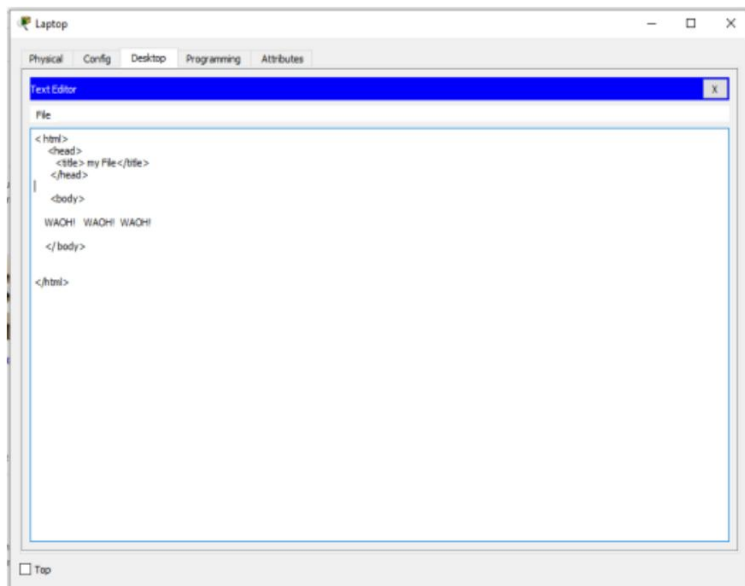 Laptop
Physical Config Desktop Programming Attributes
Text Editor X
File
< html>
<head>
<title> my File</title>
</head>
<body>
WAOH! WAOH! WAOH!
</ body>
</html>
Top